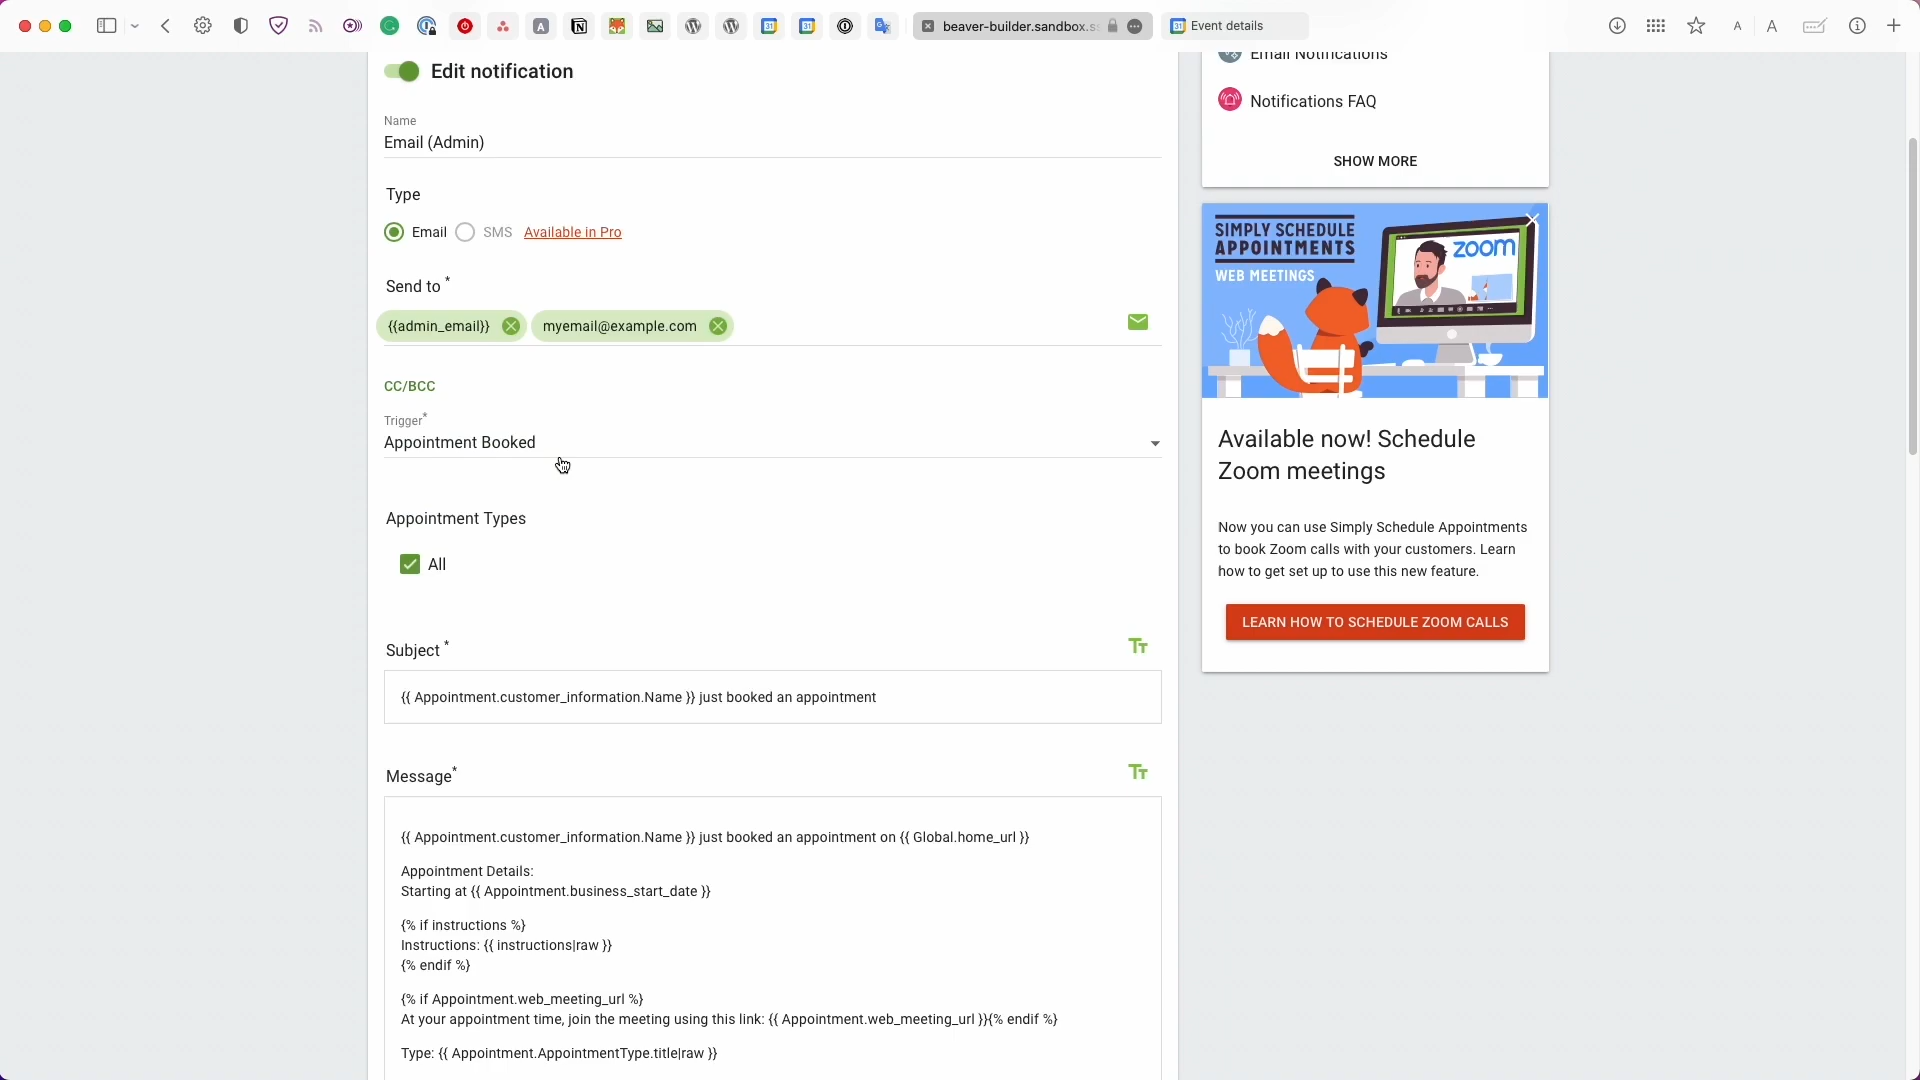 beaver-builder.sandbox.ss
Event details
Edit notification
Name
Email (Admin)
Type
Email
SMS
Available in Pro
Send to *
{{admin_email}}
myemail@example.com
CC/BCC
Trigger*
Appointment Booked
Appointment Types
All
Subject *
{{ Appointment.customer_information.Name }} just booked an appointment
Message*
{{ Appointment.customer_information.Name }} just booked an appointment on {{ Global.home_url }}
Appointment Details:
Starting at {{ Appointment.business_start_date }}
{% if instructions %}
Instructions: {{ instructions|raw }}
{% endif %}
{% if Appointment.web_meeting_url %}
At your appointment time, join the meeting using this link: {{ Appointment.web_meeting_url }}{% endif %}
Type: {{ Appointment.AppointmentType.title|raw }}
Email Notifications
Notifications FAQ
SHOW MORE
SIMPLY SCHEDULE
APPOINTMENTS
WEB MEETINGS
zoom
Available now! Schedule
Zoom meetings
Now you can use Simply Schedule Appointments
to book Zoom calls with your customers. Learn
how to get set up to use this new feature.
LEARN HOW TO SCHEDULE ZOOM CALLS